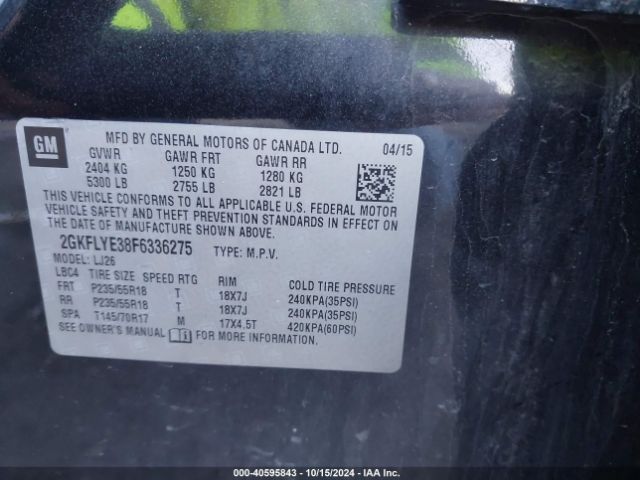 GM
MFD BY GENERAL MOTORS OF CANADA LTD. 04/15
GVWR GAWR FRT GAWR RR
2404 KG 1250 KG 1280 KG
5300 LB 2755 LB 2821 LB
THIS VEHICLE CONFORMS TO ALL APPLICABLE U.S. FEDERAL MOTOR
VEHICLE SAFETY AND THEFT PREVENTION STANDARDS IN EFFECT ON
THE DATE OF MANUFACTURE SHOWN ABOVE.
2GKFLYE38F6336275 TYPE: M.P.V.
MODEL: LJ26
LBC4 TIRE SIZE SPEED RTG RIM COLD TIRE PRESSURE
FRT P235/55R18 T 18X7J 240KPA(35PSI)
RR P235/55R18 T 18X7J 240KPA(35PSI)
SPA T145/70R17 M 17X4.5T 420KPA(60PSI)
SEE OWNER'S MANUAL FOR MORE INFORMATION.
000-40595843 - 10/15/2024 - IAA Inc.